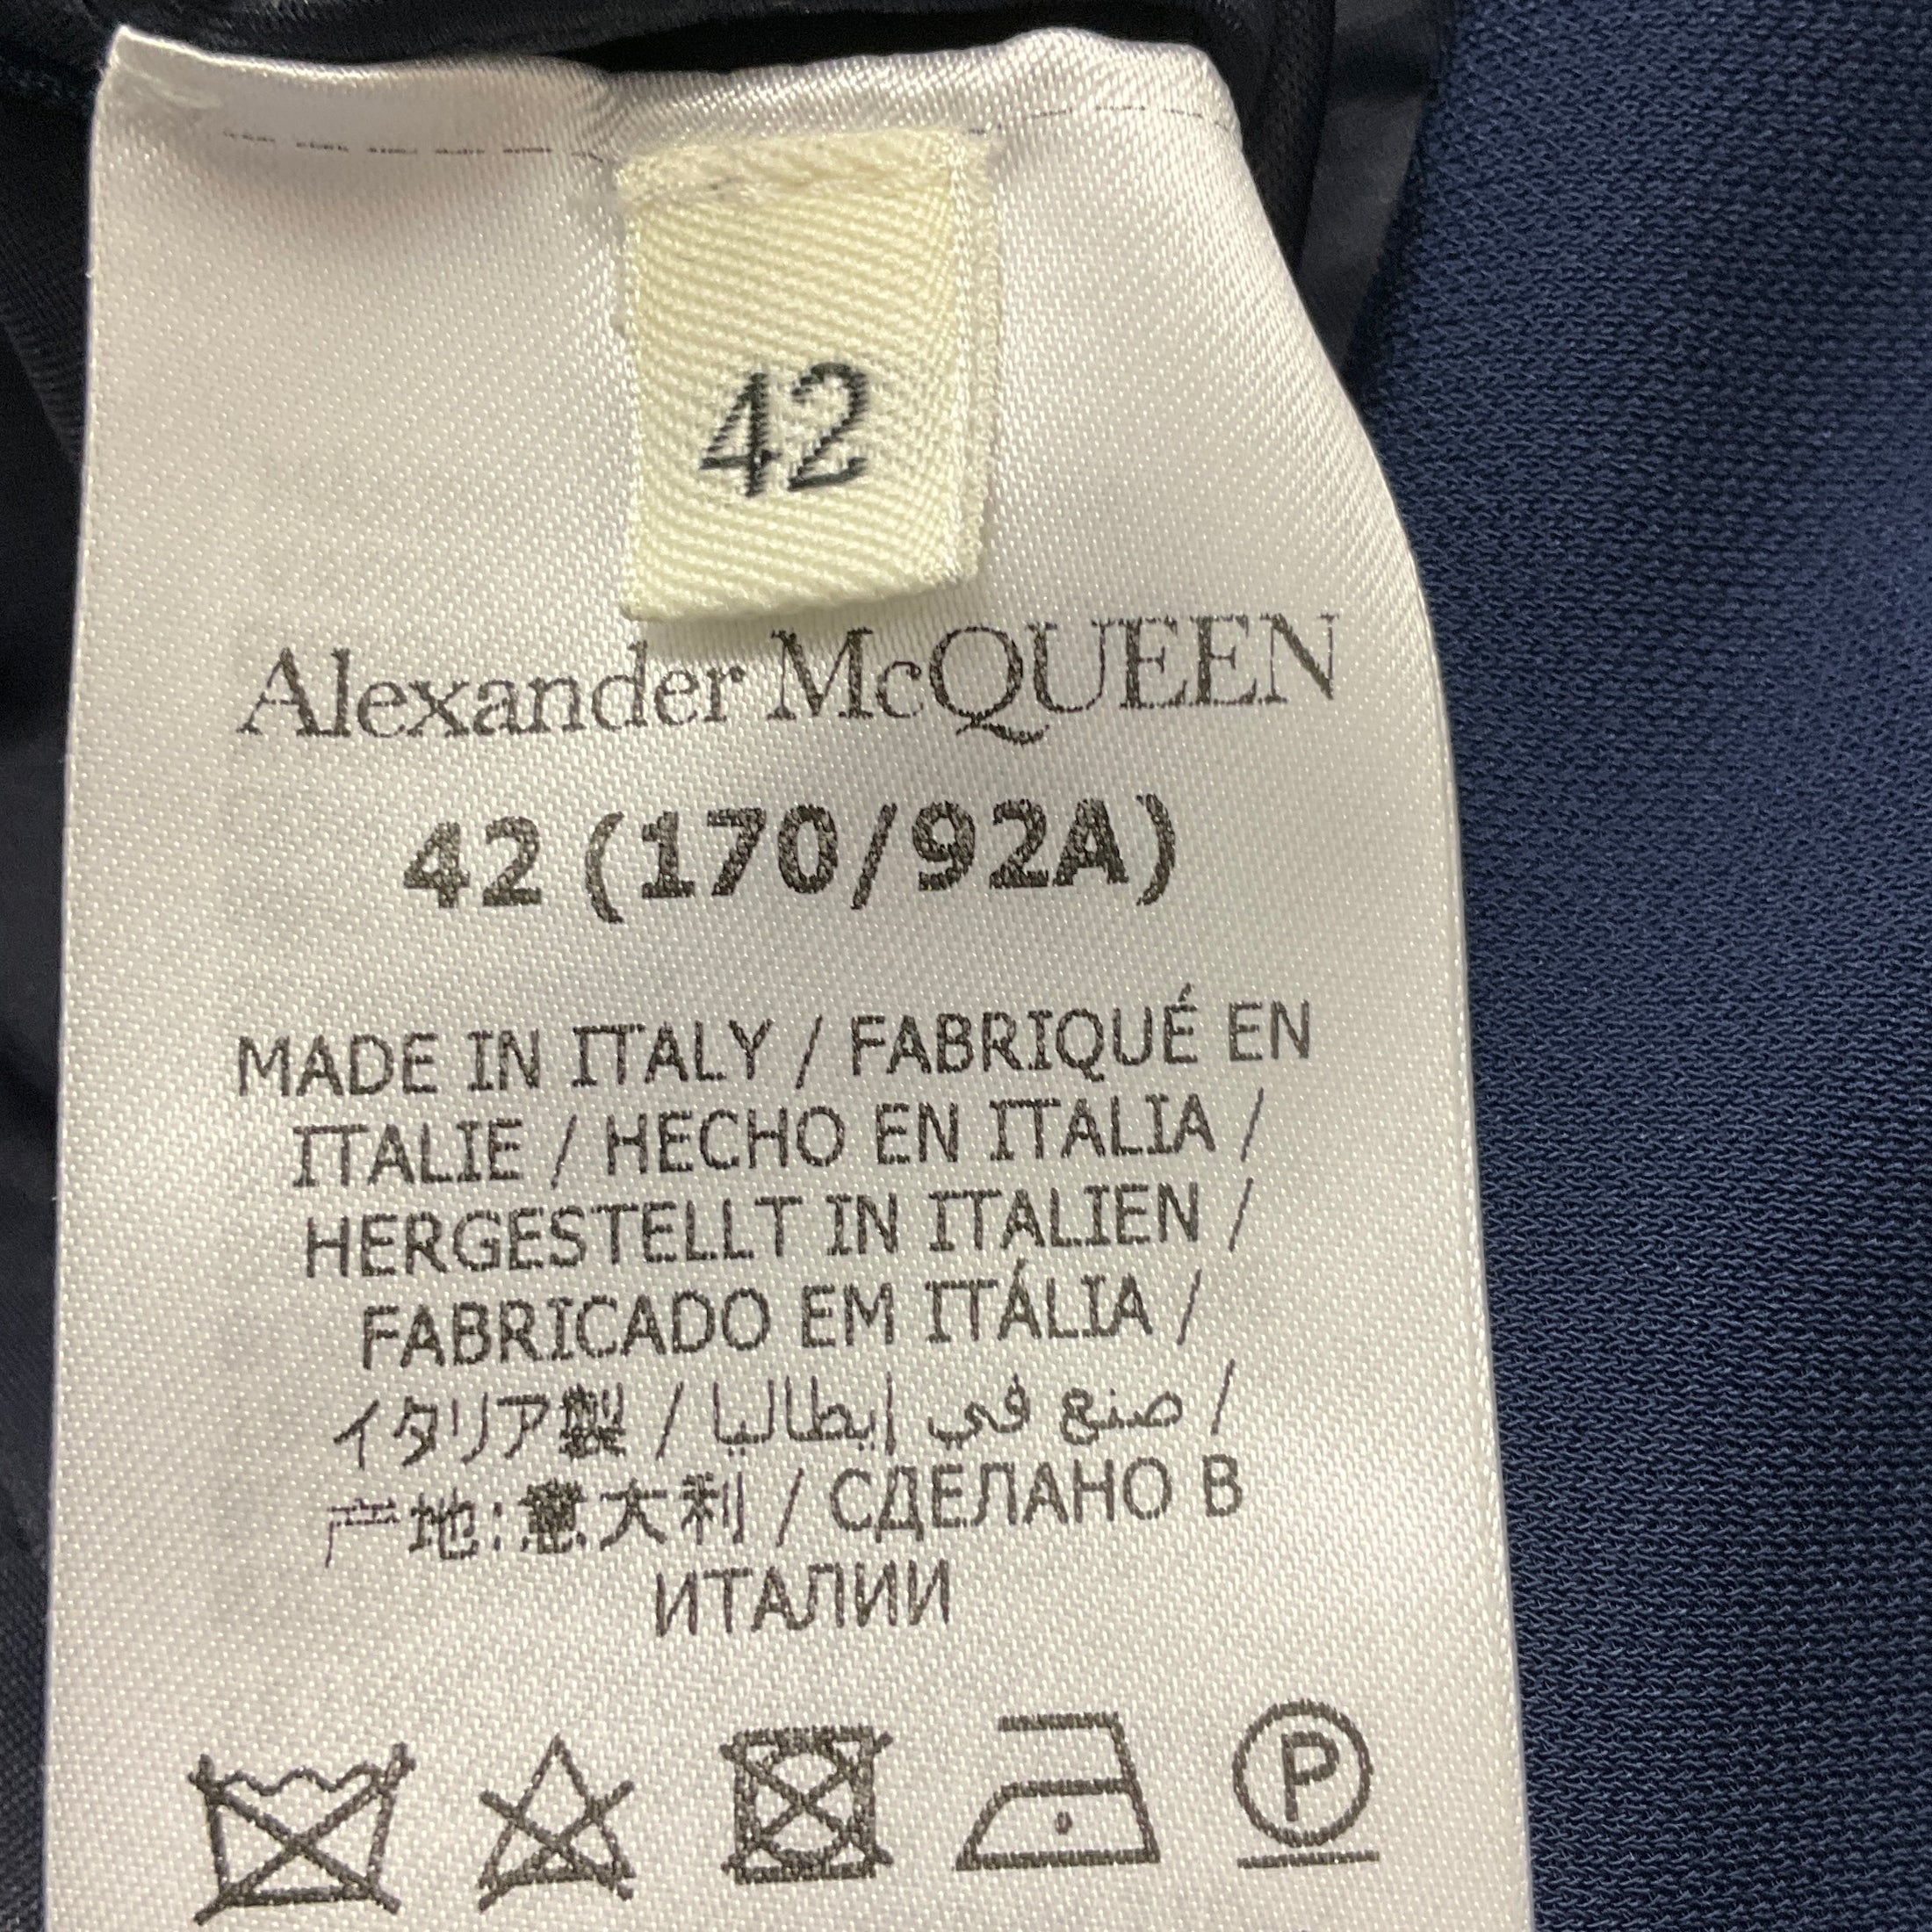 42
Alexander McQUEEN
42 (170/92A)
MADE IN ITALY / FABRIQUÉ EN
ITALIE / HECHO EN ITALIA /
HERGESTELLT IN ITALIEN /
FABRICADO EM ITÁLIA /
イタリア製 / صنع في إيطاليا /
产地:意大利 / СДЕЛАНО В
ИТАЛИИ
P